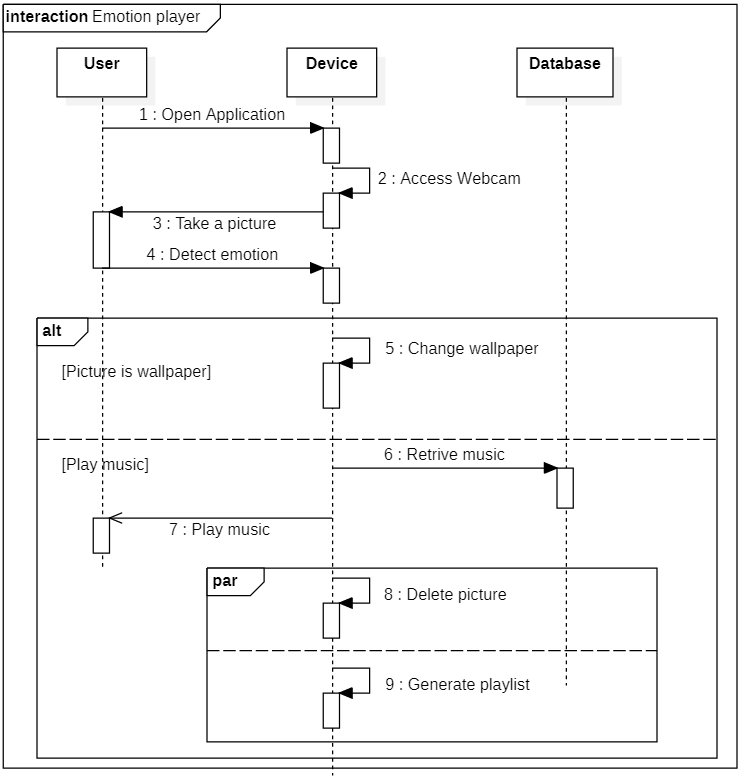 interaction Emotion player
User
Device
Database
1 : Open Application
2 : Access Webcam
3 : Take a picture
4 : Detect emotion
alt
5 : Change wallpaper
[Picture is wallpaper]
6 : Retrive music
[Play music]
7 : Play music
par
8 : Delete picture
9 : Generate playlist